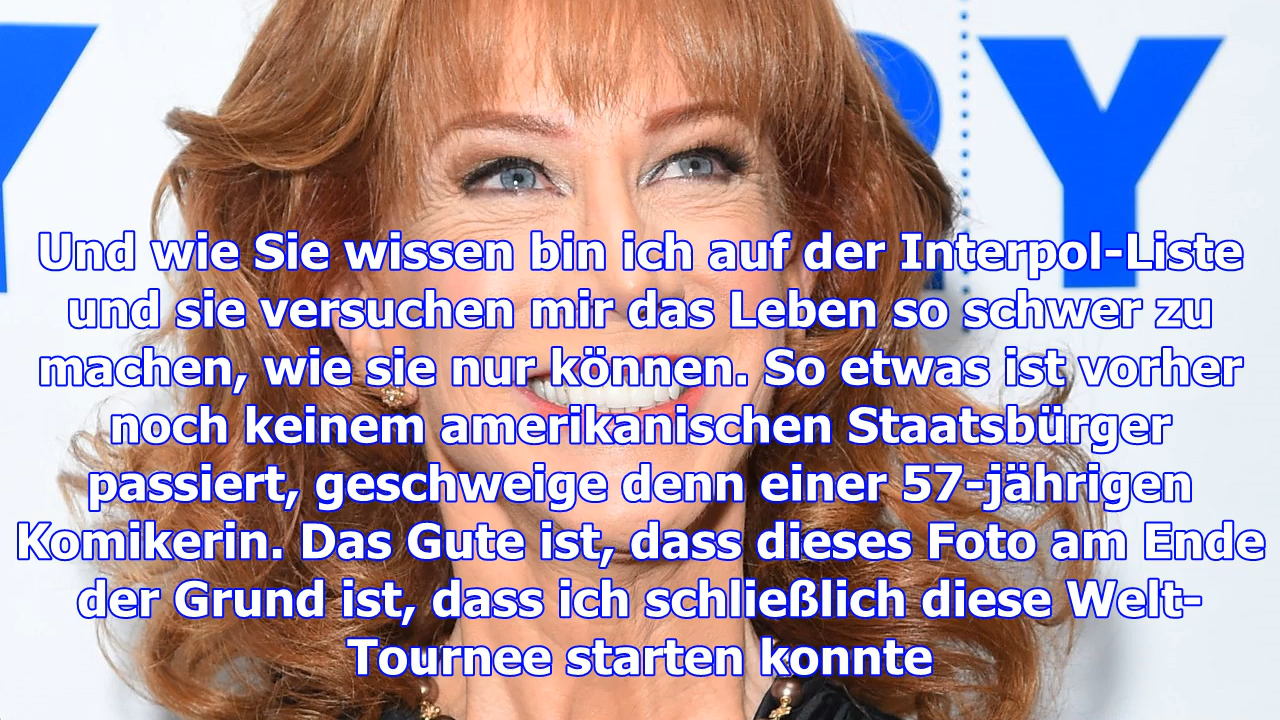 Y RY
Und wie Sie wissen bin ich auf der Interpol-Liste
und sie versuchen mir das Leben so schwer zu
machen, wie sie nur können. So etwas ist vorher
noch keinem amerikanischen Staatsbürger
passiert, geschweige denn einer 57-jährigen
Komikerin. Das Gute ist, dass dieses Foto am Ende
der Grund ist, dass ich schließlich diese Welt-
Tournee starten konnte